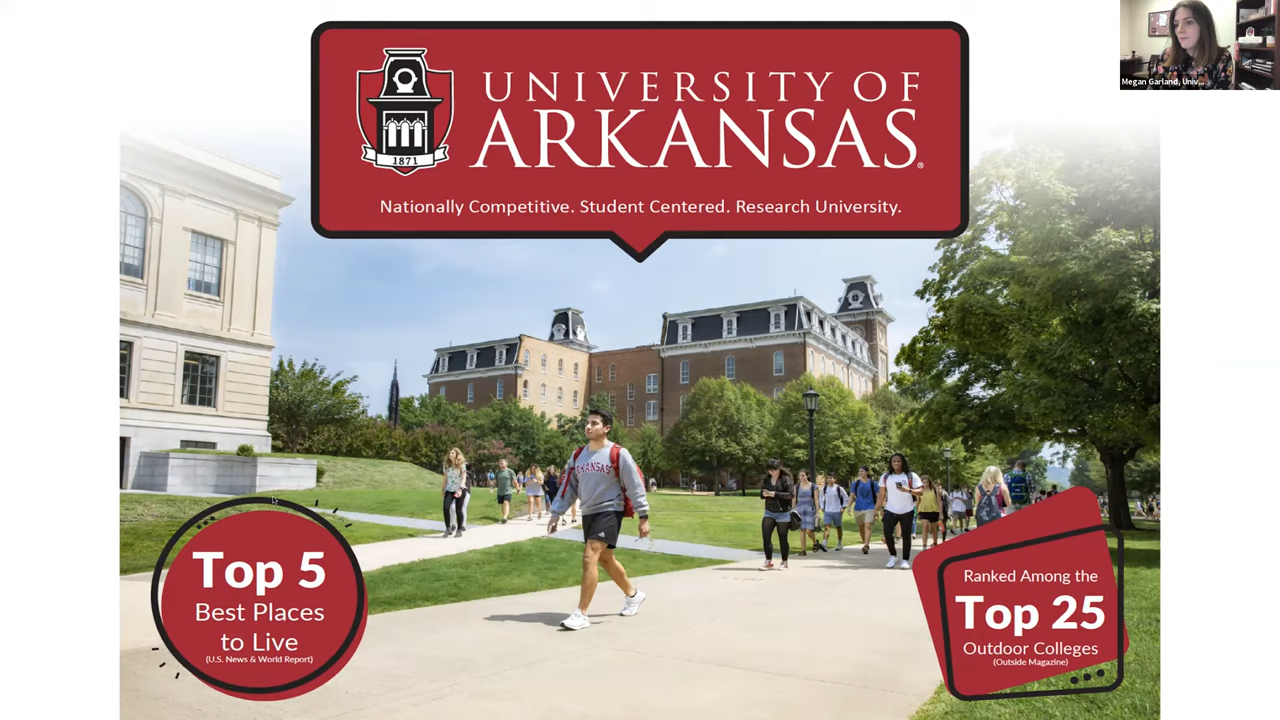 Megan Garland, Univ...
UNIVERSITY OF
ARKANSAS®
1871
Nationally Competitive. Student Centered. Research University.
ARKANSAS
Top 5
Best Places
to Live
(U.S. News & World Report)
Ranked Among the
Top 25
Outdoor Colleges
(Outside Magazine)